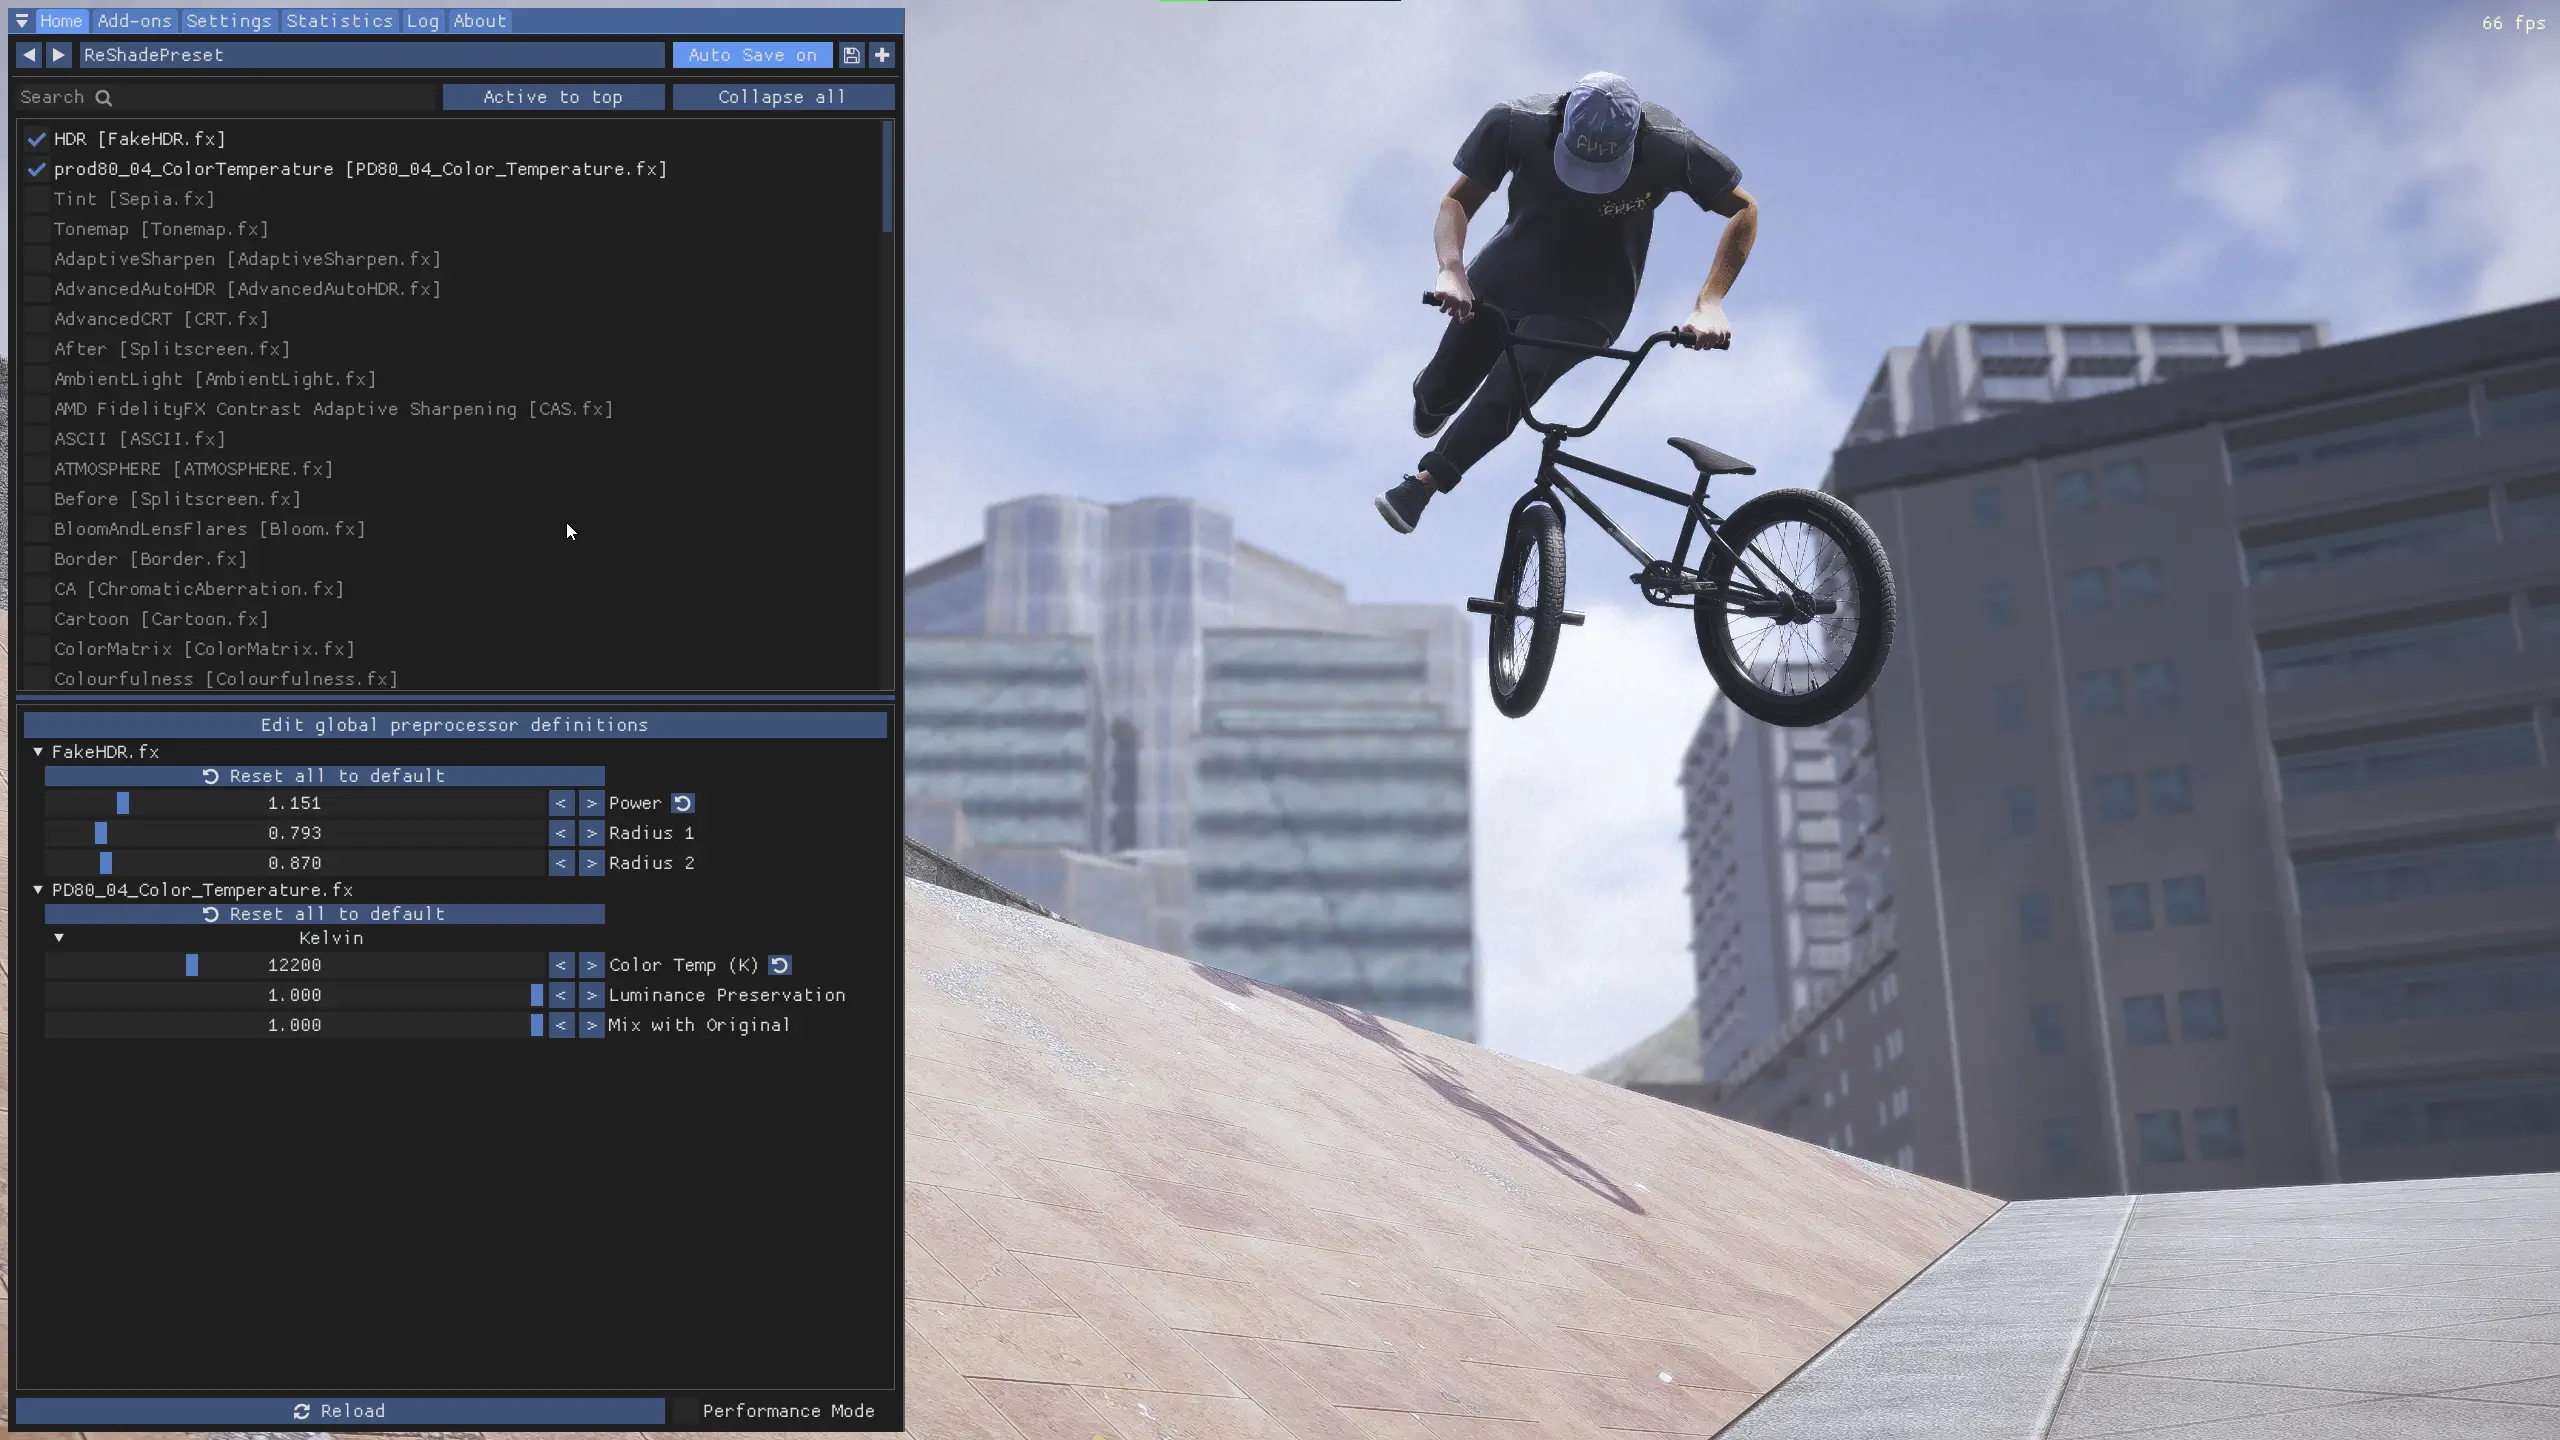 Home Add-ons Settings Statistics Log About
66 fps
ReShadePreset Auto Save on
Search Active to top Collapse all
HDR [FakeHDR.fx]
prod80_04_ColorTemperature [PD80_04_Color_Temperature.fx]
Tint [Sepia.fx]
Tonemap [Tonemap.fx]
AdaptiveSharpen [AdaptiveSharpen.fx]
AdvancedAutoHDR [AdvancedAutoHDR.fx]
AdvancedCRT [CRT.fx]
After [Splitscreen.fx]
AmbientLight [AmbientLight.fx]
AMD FidelityFX Contrast Adaptive Sharpening [CAS.fx]
ASCII [ASCII.fx]
ATMOSPHERE [ATMOSPHERE.fx]
Before [Splitscreen.fx]
BloomAndLensFlares [Bloom.fx]
Border [Border.fx]
CA [ChromaticAberration.fx]
Cartoon [Cartoon.fx]
ColorMatrix [ColorMatrix.fx]
Colourfulness [Colourfulness.fx]
Edit global preprocessor definitions
FakeHDR.fx
Reset all to default
1.151 < > Power
0.793 < > Radius 1
0.870 < > Radius 2
PD80_04_Color_Temperature.fx
Reset all to default
Kelvin
12200 < > Color Temp (K)
1.000 < > Luminance Preservation
1.000 < > Mix with Original
Reload Performance Mode
CULT
CULT